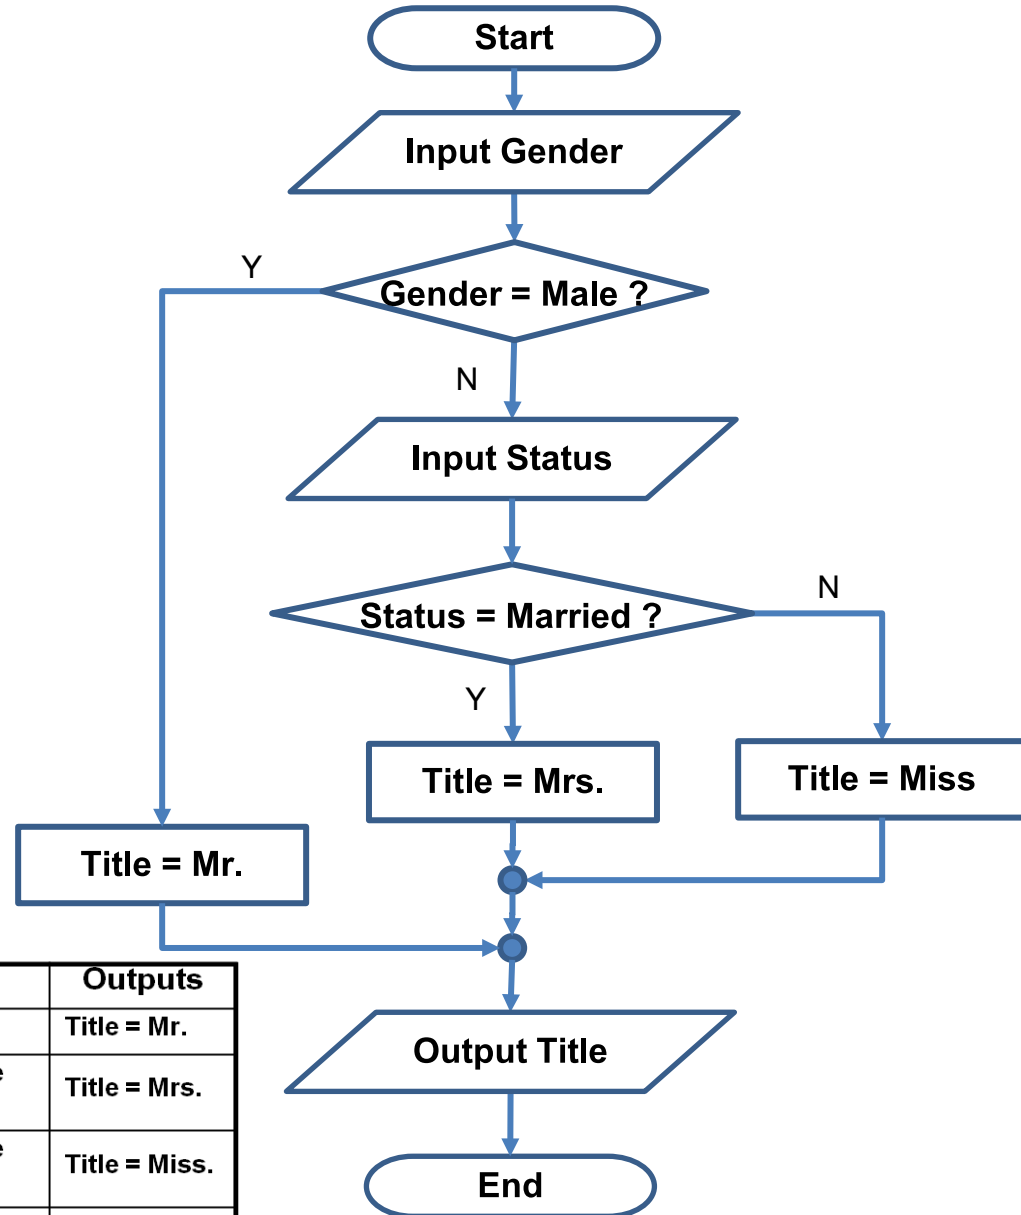 Start
Input Gender
Y
Gender = Male ?
N
Input Status
N
Status = Married ?
Y
Title = Mrs.
Title = Miss
Title = Mr.
Outputs
Title = Mr.
Title = Mrs.
Title = Miss.
Output Title
End